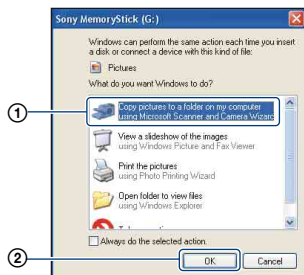 Sony MemoryStick (G:)
Windows can perform the same action each time you insert
a disk or connect a device with this kind of file:
Pictures
What do you want Windows to do?
① Copy pictures to a folder on my computer
using Microsoft Scanner and Camera Wizard
View a slideshow of the images
using Windows Picture and Fax Viewer
Print the pictures
using Photo Printing Wizard
Open folder to view files
using Windows Explorer
Always do the selected action.
② OK Cancel